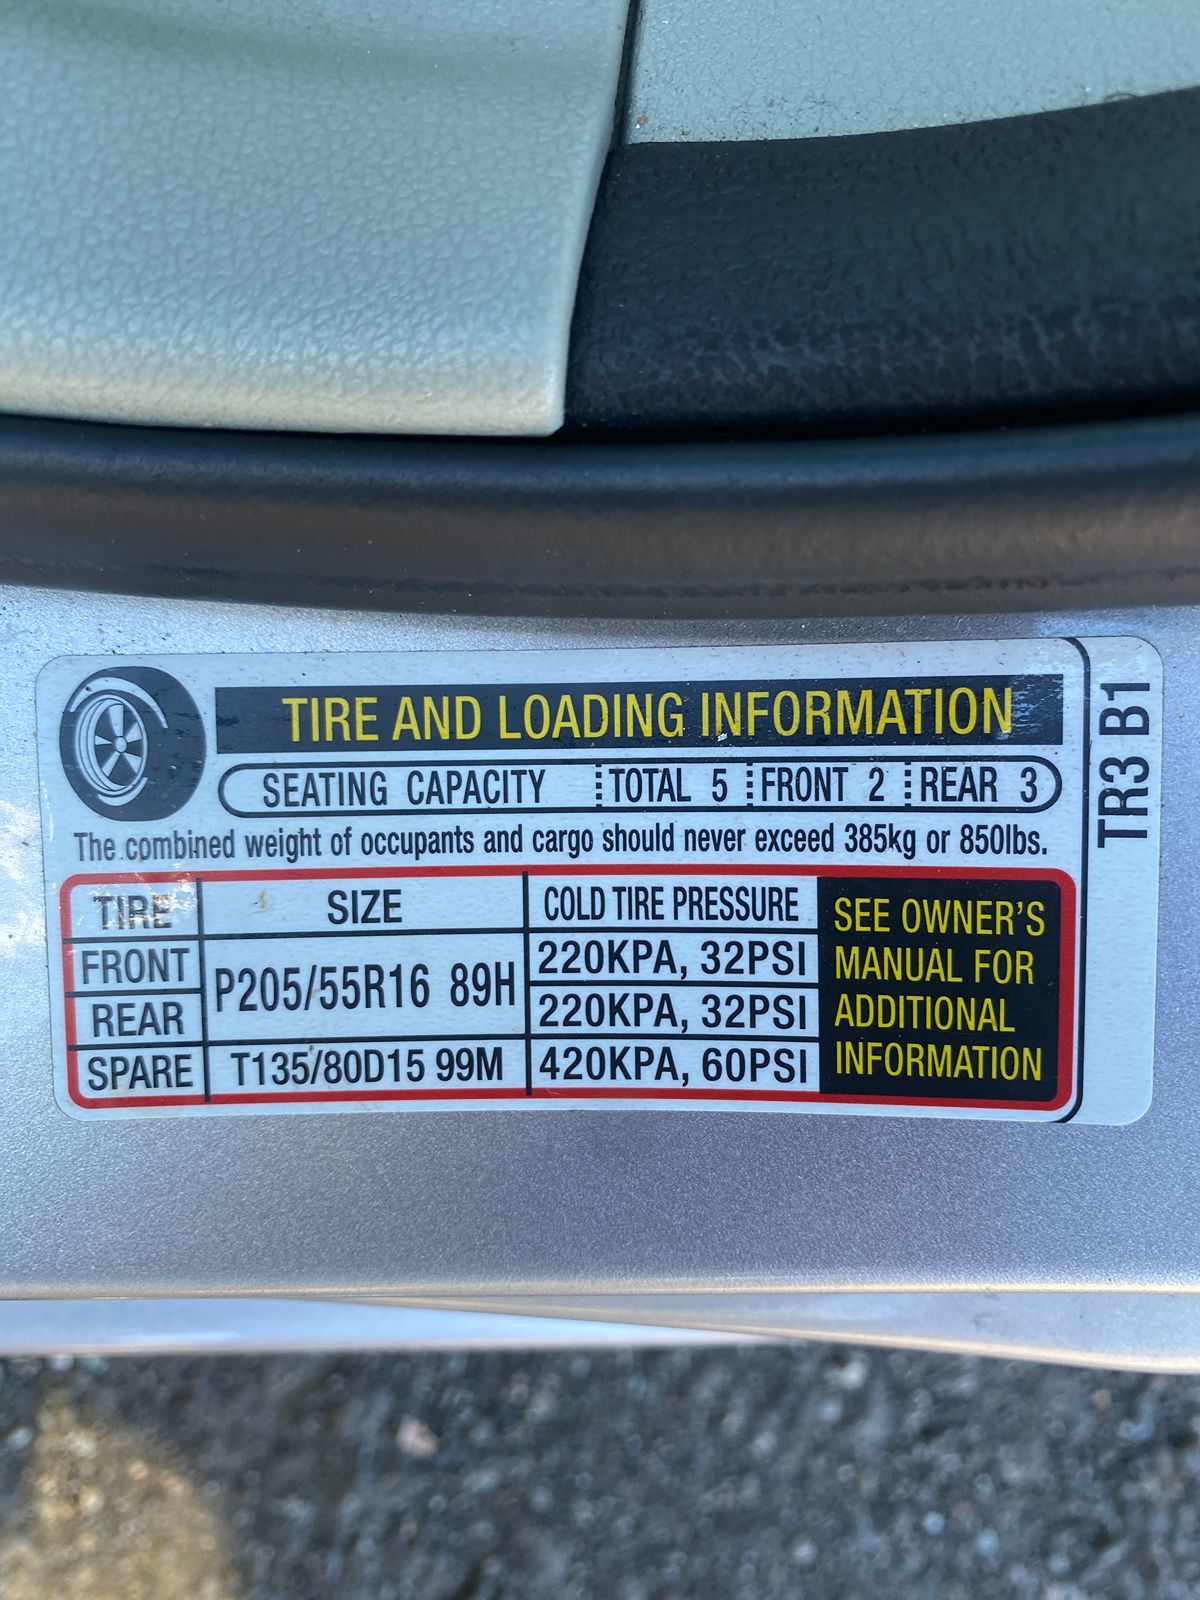 TIRE AND LOADING INFORMATION
SEATING CAPACITY TOTAL 5 FRONT 2 REAR 3
The combined weight of occupants and cargo should never exceed 385kg or 850lbs.
TIRE SIZE COLD TIRE PRESSURE
FRONT P205/55R16 89H 220KPA, 32PSI
REAR 220KPA, 32PSI
SPARE T135/80D15 99M 420KPA, 60PSI
SEE OWNER'S
MANUAL FOR
ADDITIONAL
INFORMATION
TR3 B1